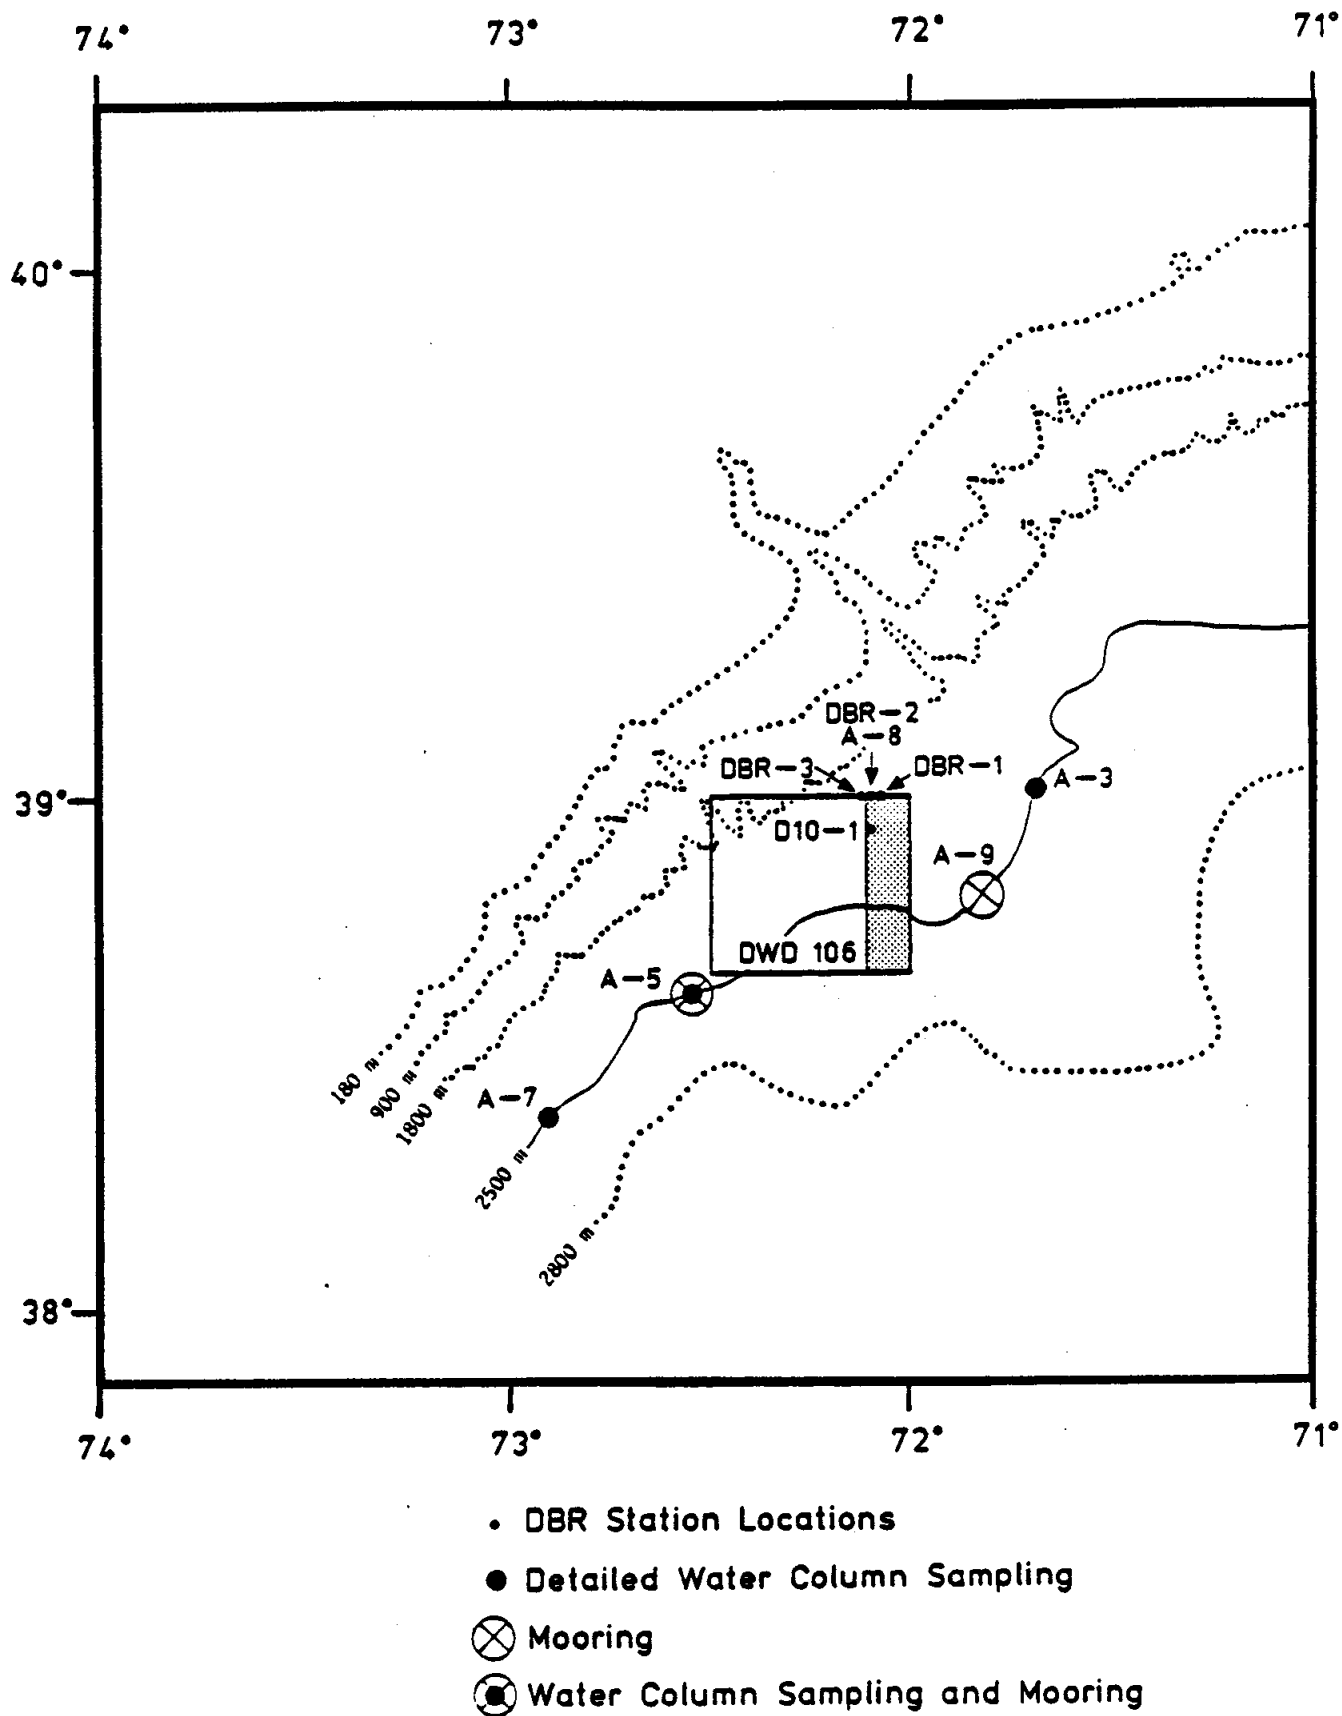 74° 73° 72° 71°
40°
DBR-2
A-8
DBR-3 DBR-1
A-3
39°
D10-1
A-9
DWD 106
A-5
180 m
900 m
1800 m
A-7
2500 m
2800 m
38°
74° 73° 72° 71°
DBR Station Locations
Detailed Water Column Sampling
Mooring
Water Column Sampling and Mooring